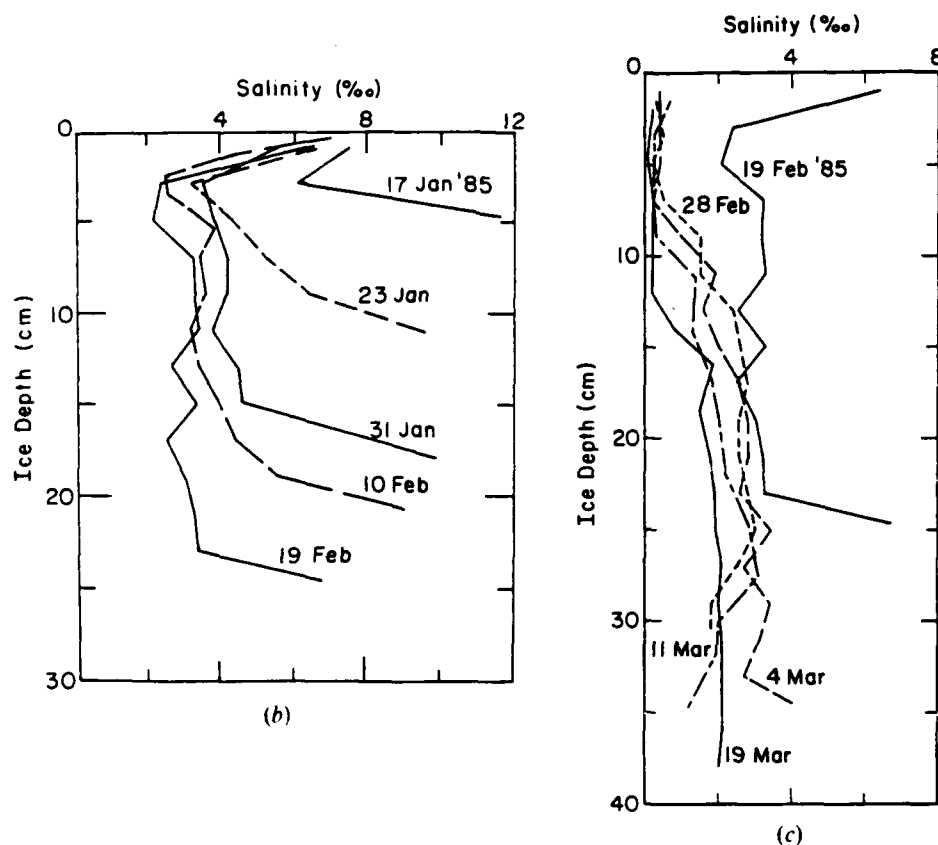 Salinity (‰)
0 4 8 12
0
10
20
30
Ice Depth (cm)
17 Jan '85
23 Jan
31 Jan
10 Feb
19 Feb
(b)
Salinity (‰)
0 4 8
10
20
30
40
Ice Depth (cm)
19 Feb '85
28 Feb
11 Mar
4 Mar
19 Mar
(c)